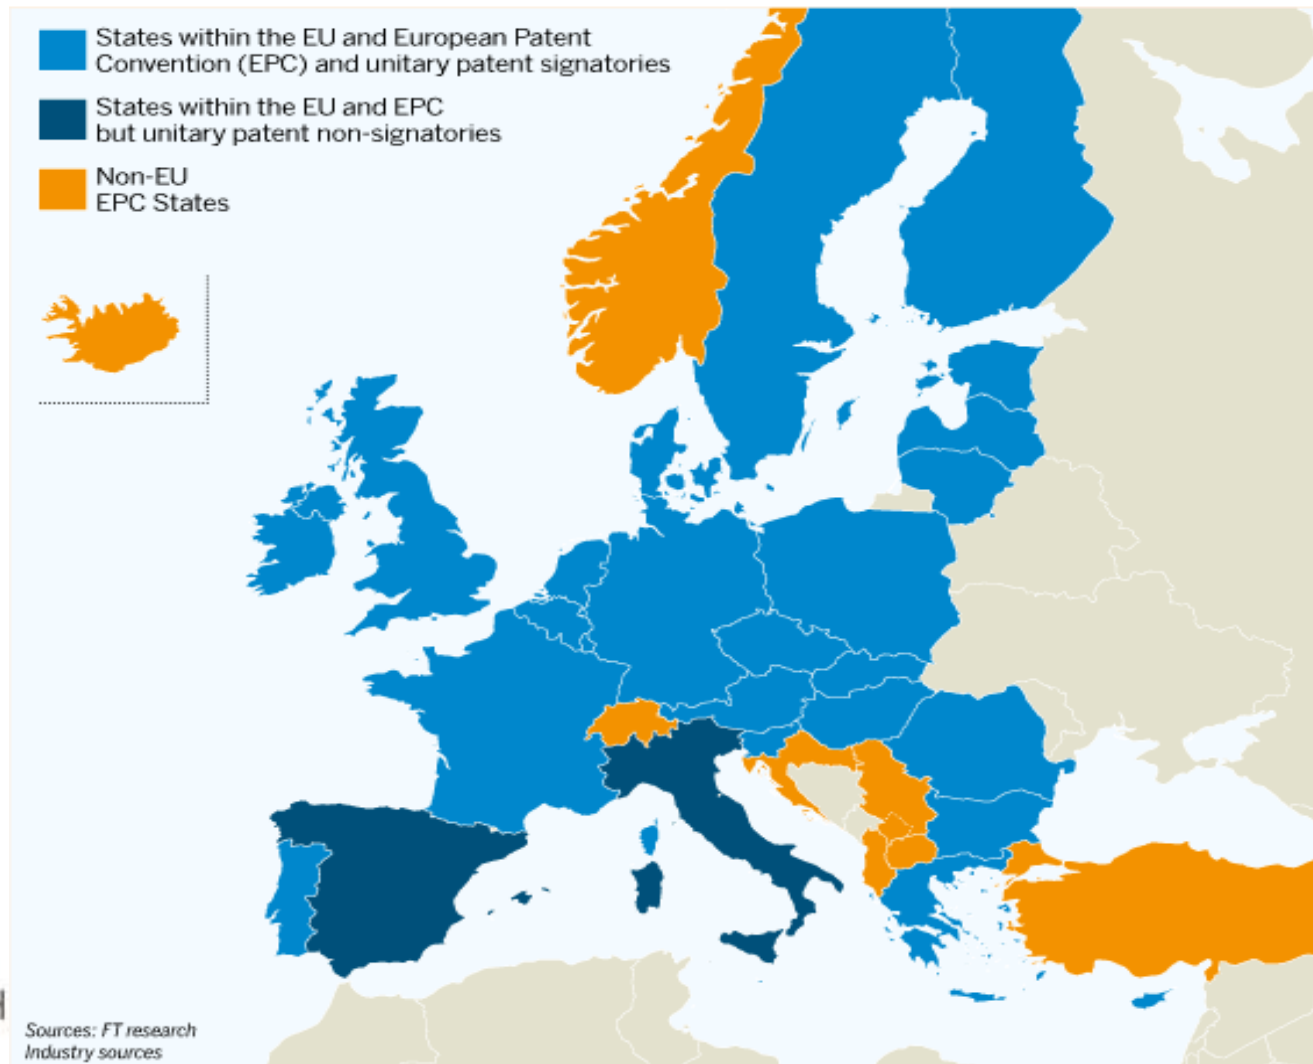 States within the EU and European Patent
Convention (EPC) and unitary patent signatories
States within the EU and EPC
but unitary patent non-signatories
Non-EU
EPC States
Sources: FT research
Industry sources